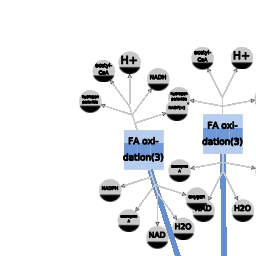 acetyl-
CoA
H+
NADH
hydrogen
peroxide
acetyl-
CoA
H+
hydrogen
FA oxi-
dation(3)
FA oxi-
dation(3)
NADPH
A
A
oxygen
NAD
NAD
H2O
H2O